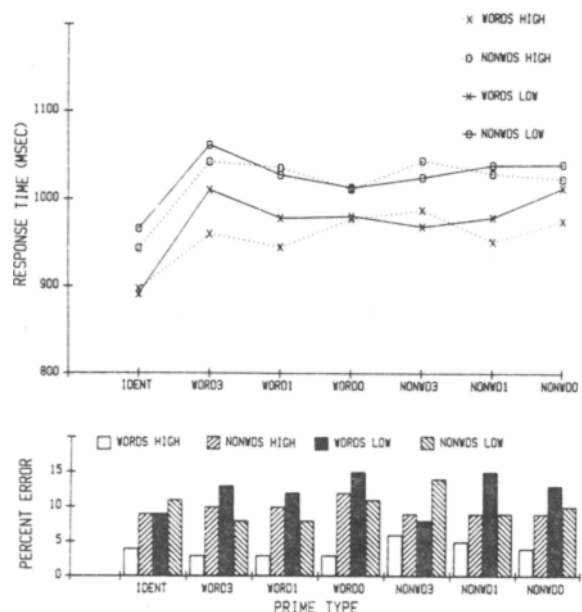 × WORDS HIGH
o NONWDS HIGH
× WORDS LOW
o NONWDS LOW
RESPONSE TIME (MSEC)
1100
1000
900
800
IDENT WORD3 WORD1 WORD0 NONWD3 NONWD1 NONWD0
WORDS HIGH NONWDS HIGH WORDS LOW NONWDS LOW
PERCENT ERROR
15
10
5
0
IDENT WORD3 WORD1 WORD0 NONWD3 NONWD1 NONWD0
PRIME TYPE